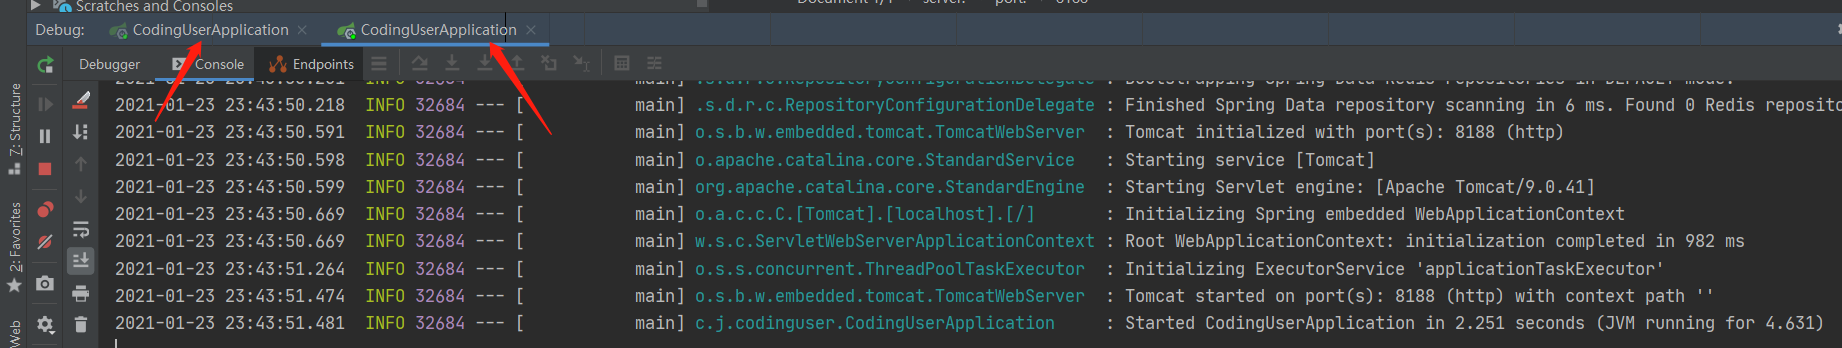 Scratches and Consoles
Debug: CodingUserApplication × CodingUserApplication ×
Debugger Console Endpoints
2021-01-23 23:43:50.218 INFO 32684 --- [ main] .s.d.r.c.RepositoryConfigurationDelegate : Finished Spring Data repository scanning in 6 ms. Found 0 Redis reposito
2021-01-23 23:43:50.591 INFO 32684 --- [ main] o.s.b.w.embedded.tomcat.TomcatWebServer : Tomcat initialized with port(s): 8188 (http)
2021-01-23 23:43:50.598 INFO 32684 --- [ main] o.apache.catalina.core.StandardService : Starting service [Tomcat]
2021-01-23 23:43:50.599 INFO 32684 --- [ main] org.apache.catalina.core.StandardEngine : Starting Servlet engine: [Apache Tomcat/9.0.41]
2021-01-23 23:43:50.669 INFO 32684 --- [ main] o.a.c.c.C.[Tomcat].[localhost].[/] : Initializing Spring embedded WebApplicationContext
2021-01-23 23:43:50.669 INFO 32684 --- [ main] w.s.c.ServletWebServerApplicationContext : Root WebApplicationContext: initialization completed in 982 ms
2021-01-23 23:43:51.264 INFO 32684 --- [ main] o.s.s.concurrent.ThreadPoolTaskExecutor : Initializing ExecutorService 'applicationTaskExecutor'
2021-01-23 23:43:51.474 INFO 32684 --- [ main] o.s.b.w.embedded.tomcat.TomcatWebServer : Tomcat started on port(s): 8188 (http) with context path ''
2021-01-23 23:43:51.481 INFO 32684 --- [ main] c.j.codinguser.CodingUserApplication : Started CodingUserApplication in 2.251 seconds (JVM running for 4.631)
7: Structure
2: Favorites
Web